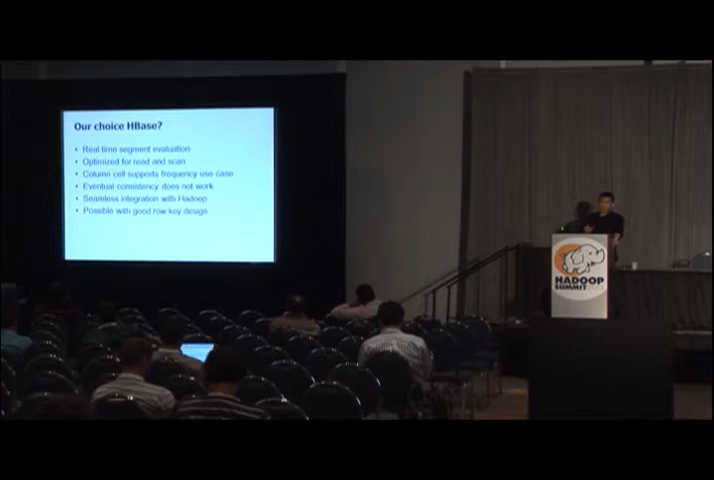 Our choice HBase?
• Real time segment evaluation
• Optimized for read and scan
• Column cell supports frequency use case
• Eventual consistency does not work
• Seamless integration with Hadoop
• Possible with good row key design
HADOOP
SUMMIT